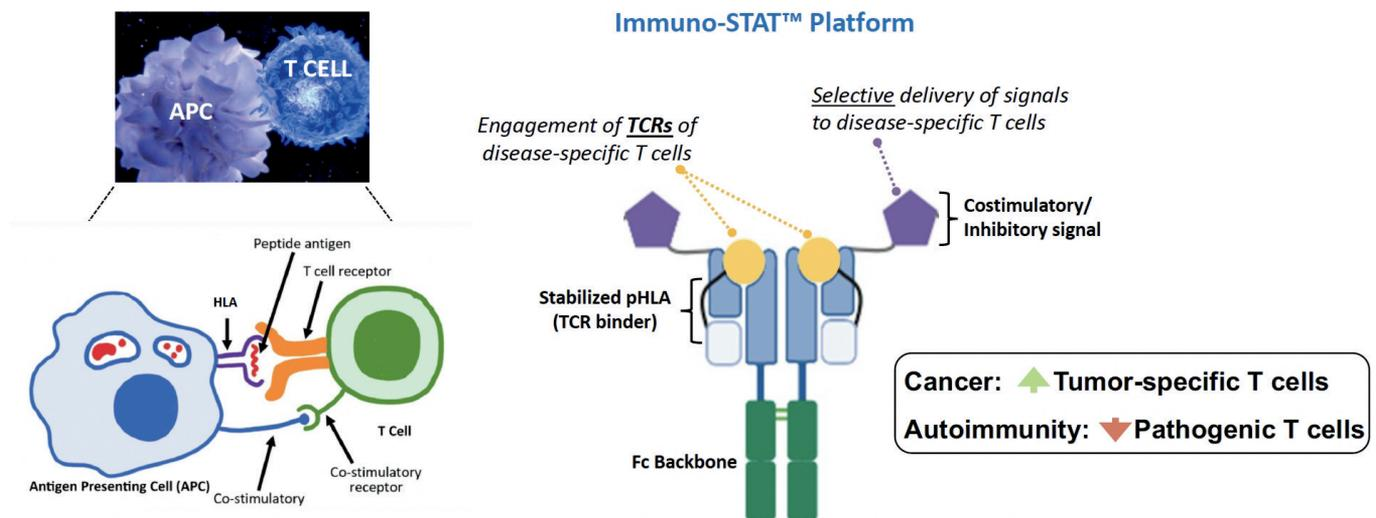 Immuno-STAT™ Platform
APC
T CELL
Engagement of TCRs of
disease-specific T cells
Selective delivery of signals
to disease-specific T cells
Costimulatory/
Inhibitory signal
Stabilized pHLA
(TCR binder)
Fc Backbone
Peptide antigen
T cell receptor
HLA
T Cell
Co-stimulatory
receptor
Antigen Presenting Cell (APC)
Co-stimulatory
Cancer: Tumor-specific T cells
Autoimmunity: Pathogenic T cells